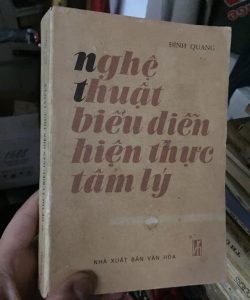 ĐÌNH QUANG
nghệ
thuật
biểu diễn
hiện thực
tâm lý
NHÀ XUẤT BẢN VĂN HÓA